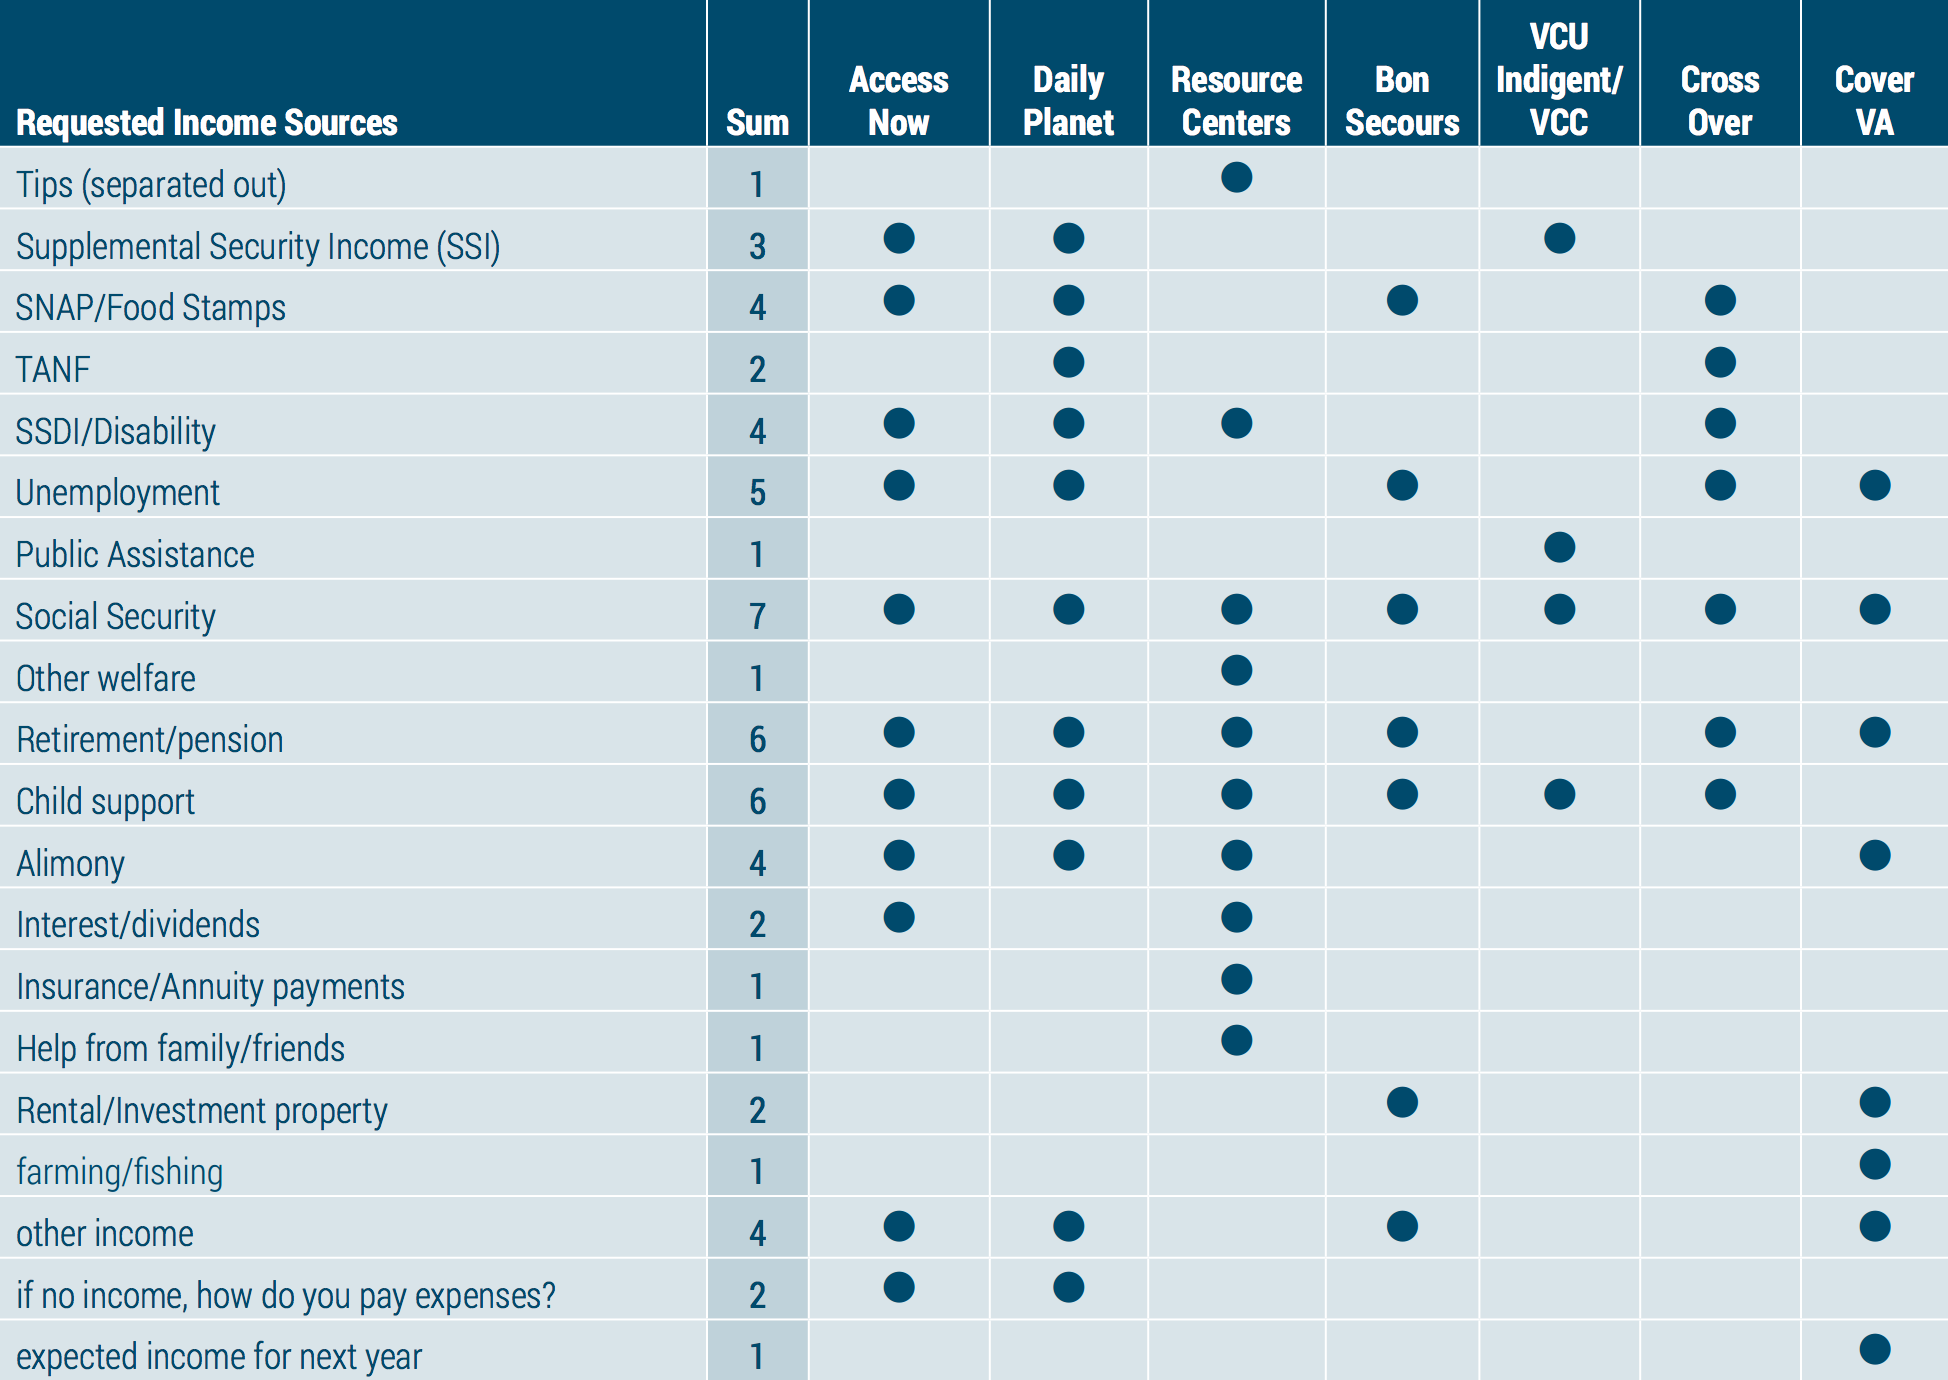 Requested Income Sources Sum Access Now Daily Planet Resource Centers Bon Secours VCU Indigent/ VCC Cross Over Cover VA
Tips (separated out) 1 ●
Supplemental Security Income (SSI) 3 ● ● ●
SNAP/Food Stamps 4 ● ● ● ●
TANF 2 ● ●
SSDI/Disability 4 ● ● ● ●
Unemployment 5 ● ● ● ● ●
Public Assistance 1 ●
Social Security 7 ● ● ● ● ● ● ●
Other welfare 1 ●
Retirement/pension 6 ● ● ● ● ● ●
Child support 6 ● ● ● ● ● ●
Alimony 4 ● ● ● ●
Interest/dividends 2 ● ●
Insurance/Annuity payments 1 ●
Help from family/friends 1 ●
Rental/Investment property 2 ● ●
farming/fishing 1 ●
other income 4 ● ● ● ●
if no income, how do you pay expenses? 2 ● ●
expected income for next year 1 ●